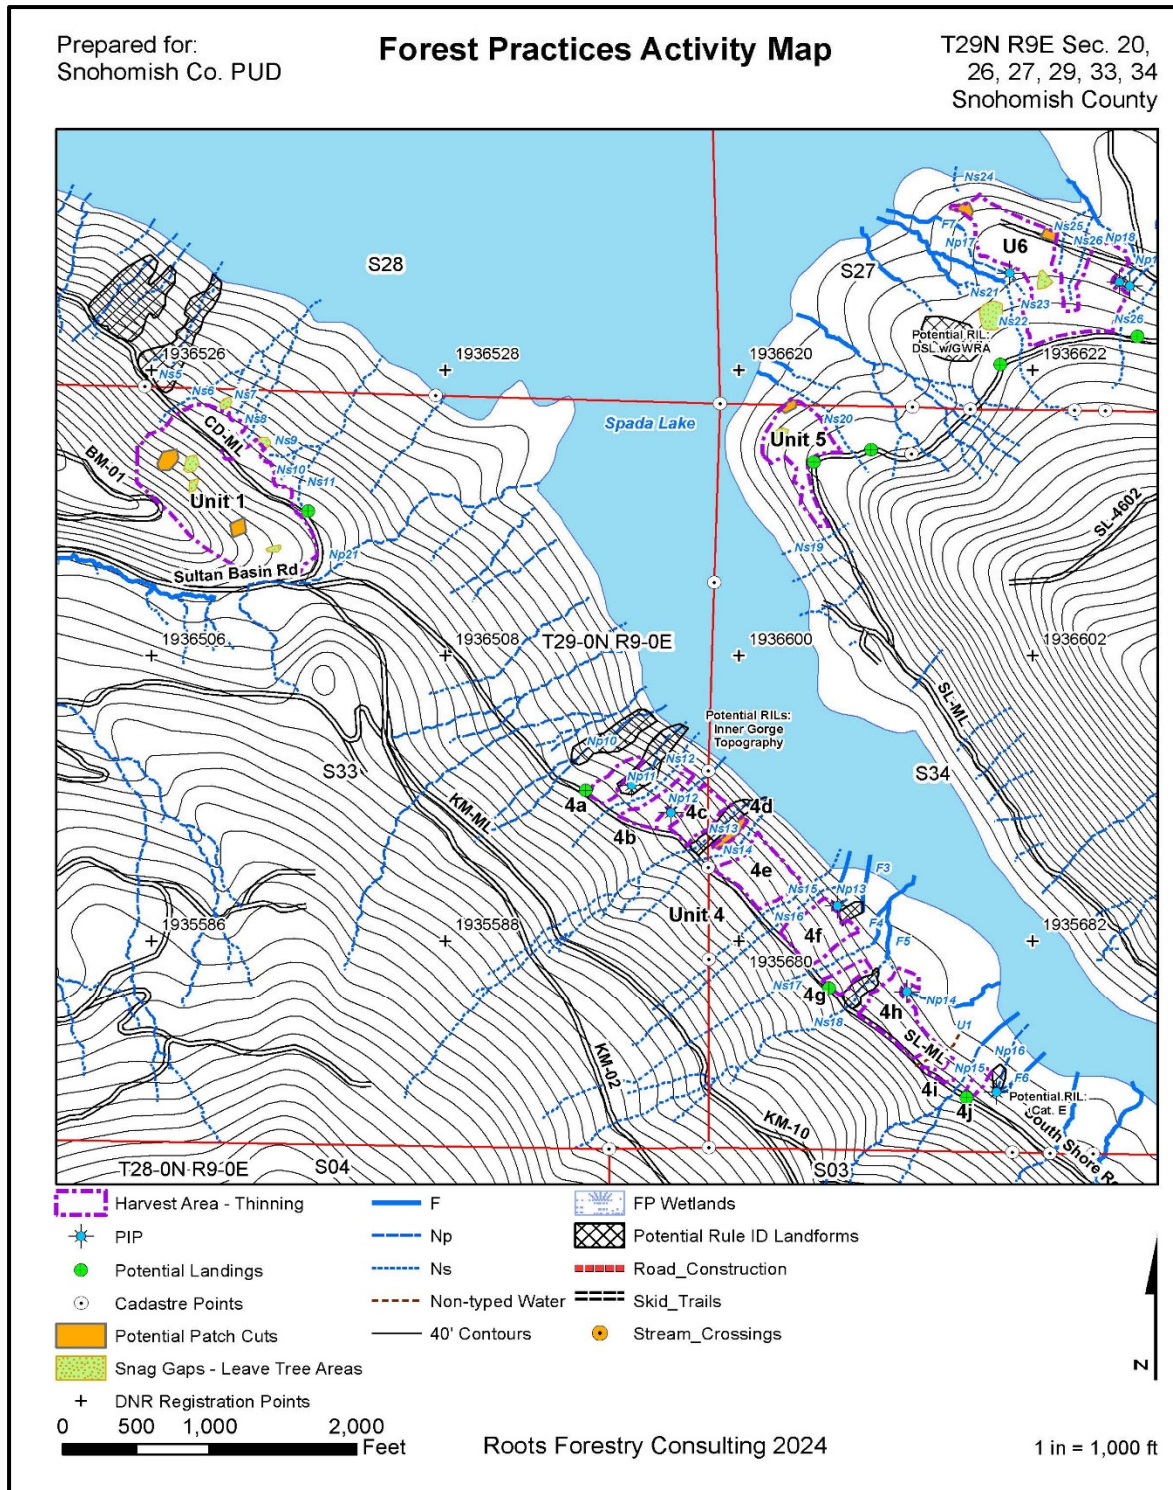 Prepared for:
Snohomish Co. PUD
Forest Practices Activity Map
T29N R9E Sec. 20,
26, 27, 29, 33, 34
Snohomish County
Ns24
F7
Np17
U6
Ns25
Ns26
Np18
Np1
S28
S27
Ns21
Ns23
Ns22
Ns26
Potential RIL:
DSL w/GWRA
1936526
1936528
1936620
1936622
Ns5
Ns6
Ns7
Ns8
CD-ML
Ns9
Ns10
Ns11
BM-01
Unit 1
Spada Lake
Ns20
Unit 5
SL-4602
Np21
Sultan Basin Rd
Ns19
1936506
1936508
T29-0N R9-0E
1936600
1936602
SL-ML
Potential RILs:
Inner Gorge
Topography
Np10
Ns12
S33
S34
Np11
4a
Np12
4c
4d
KM-ML
4b
Ns13
Ns14
4e
Ns15
Np13
F3
Unit 4
Ns16
F4
4f
F5
1935586
1935588
1935680
1935682
Ns17
4g
Ns18
4h
Np14
U1
SL-ML
Np16
Np15
F6
KM-02
4i
4j
Potential RIL:
Cat. E
KM-10
South Shore Rd
T28-0N R9-0E
S04
S03
Harvest Area - Thinning
PIP
Potential Landings
Cadastre Points
Potential Patch Cuts
Snag Gaps - Leave Tree Areas
DNR Registration Points
F
Np
Ns
Non-typed Water
40' Contours
FP Wetlands
Potential Rule ID Landforms
Road_Construction
Skid_Trails
Stream_Crossings
N
0 500 1,000 2,000
Feet
Roots Forestry Consulting 2024
1 in = 1,000 ft